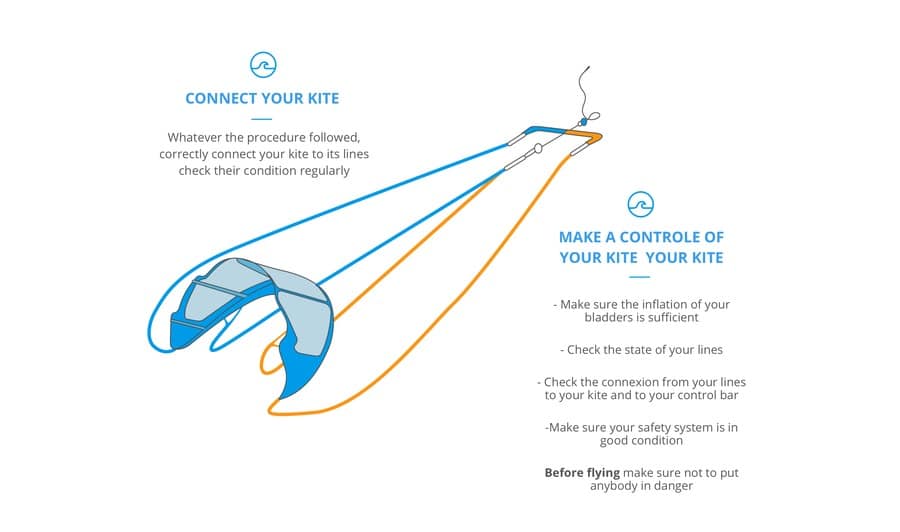 CONNECT YOUR KITE
Whatever the procedure followed,
correctly connect your kite to its lines
check their condition regularly
MAKE A CONTROLE OF
YOUR KITE YOUR KITE
- Make sure the inflation of your
bladders is sufficient
- Check the state of your lines
- Check the connexion from your lines
to your kite and to your control bar
-Make sure your safety system is in
good condition
Before flying make sure not to put
anybody in danger